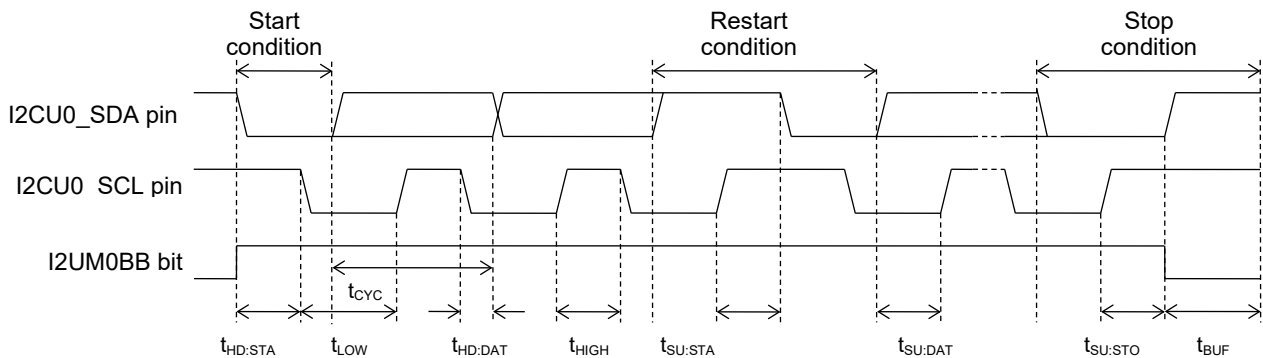 Start
condition
Restart
condition
Stop
condition
I2CU0_SDA pin
I2CU0 SCL pin
I2UM0BB bit
tCYC
tHD:STA
tLOW
tHD:DAT
tHIGH
tSU:STA
tSU:DAT
tSU:STO
tBUF